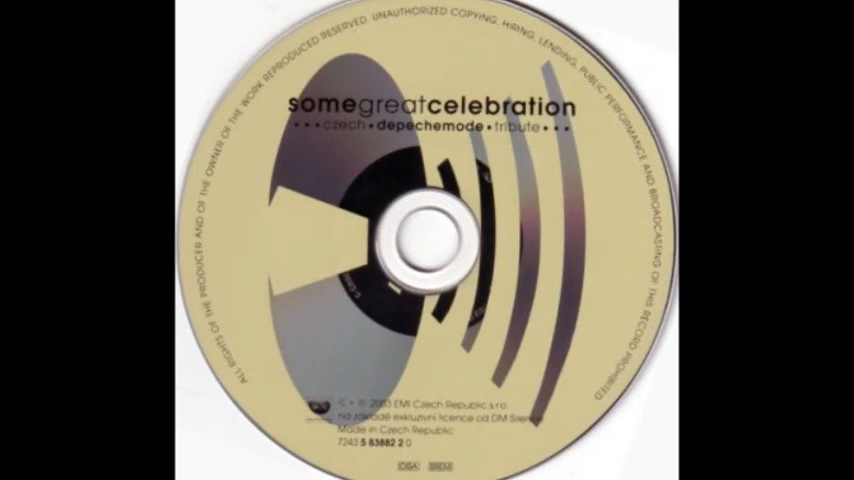 ALL RIGHTS OF THE PRODUCER AND OF THE OWNER OF THE WORK REPRODUCED RESERVED UNAUTHORIZED COPYING, HIRING, LENDING, PUBLIC PERFORMANCE AND BROADCASTING OF THIS RECORD PROHIBITED
somegreatcelebration
•••czech•depechemode•tribute•••
© + ℗ 2003 EMI Czech Republic s.r.o
na základě exkluzivní licence od DM Silence
Made in Czech Republic
7243 5 83882 2 0
OSA